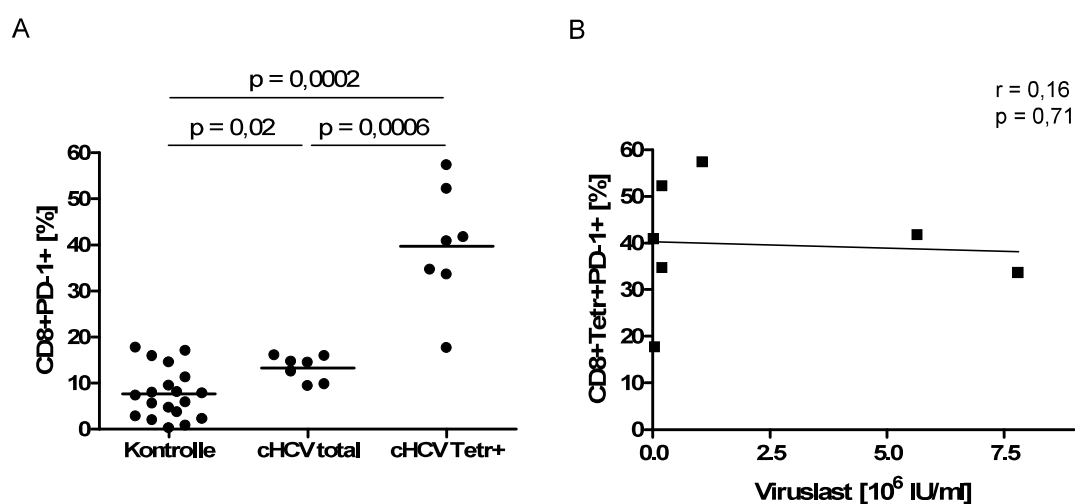 A
p = 0,0002
p = 0,02
p = 0,0006
CD8+PD-1+ [%]
60
50
40
30
20
10
0
Kontrolle
cHCV total
cHCV Tetr+
B
r = 0,16
p = 0,71
CD8+Tetr+PD-1+ [%]
60
50
40
30
20
10
0
0.0
2.5
5.0
7.5
Viruslast [10⁶ IU/ml]